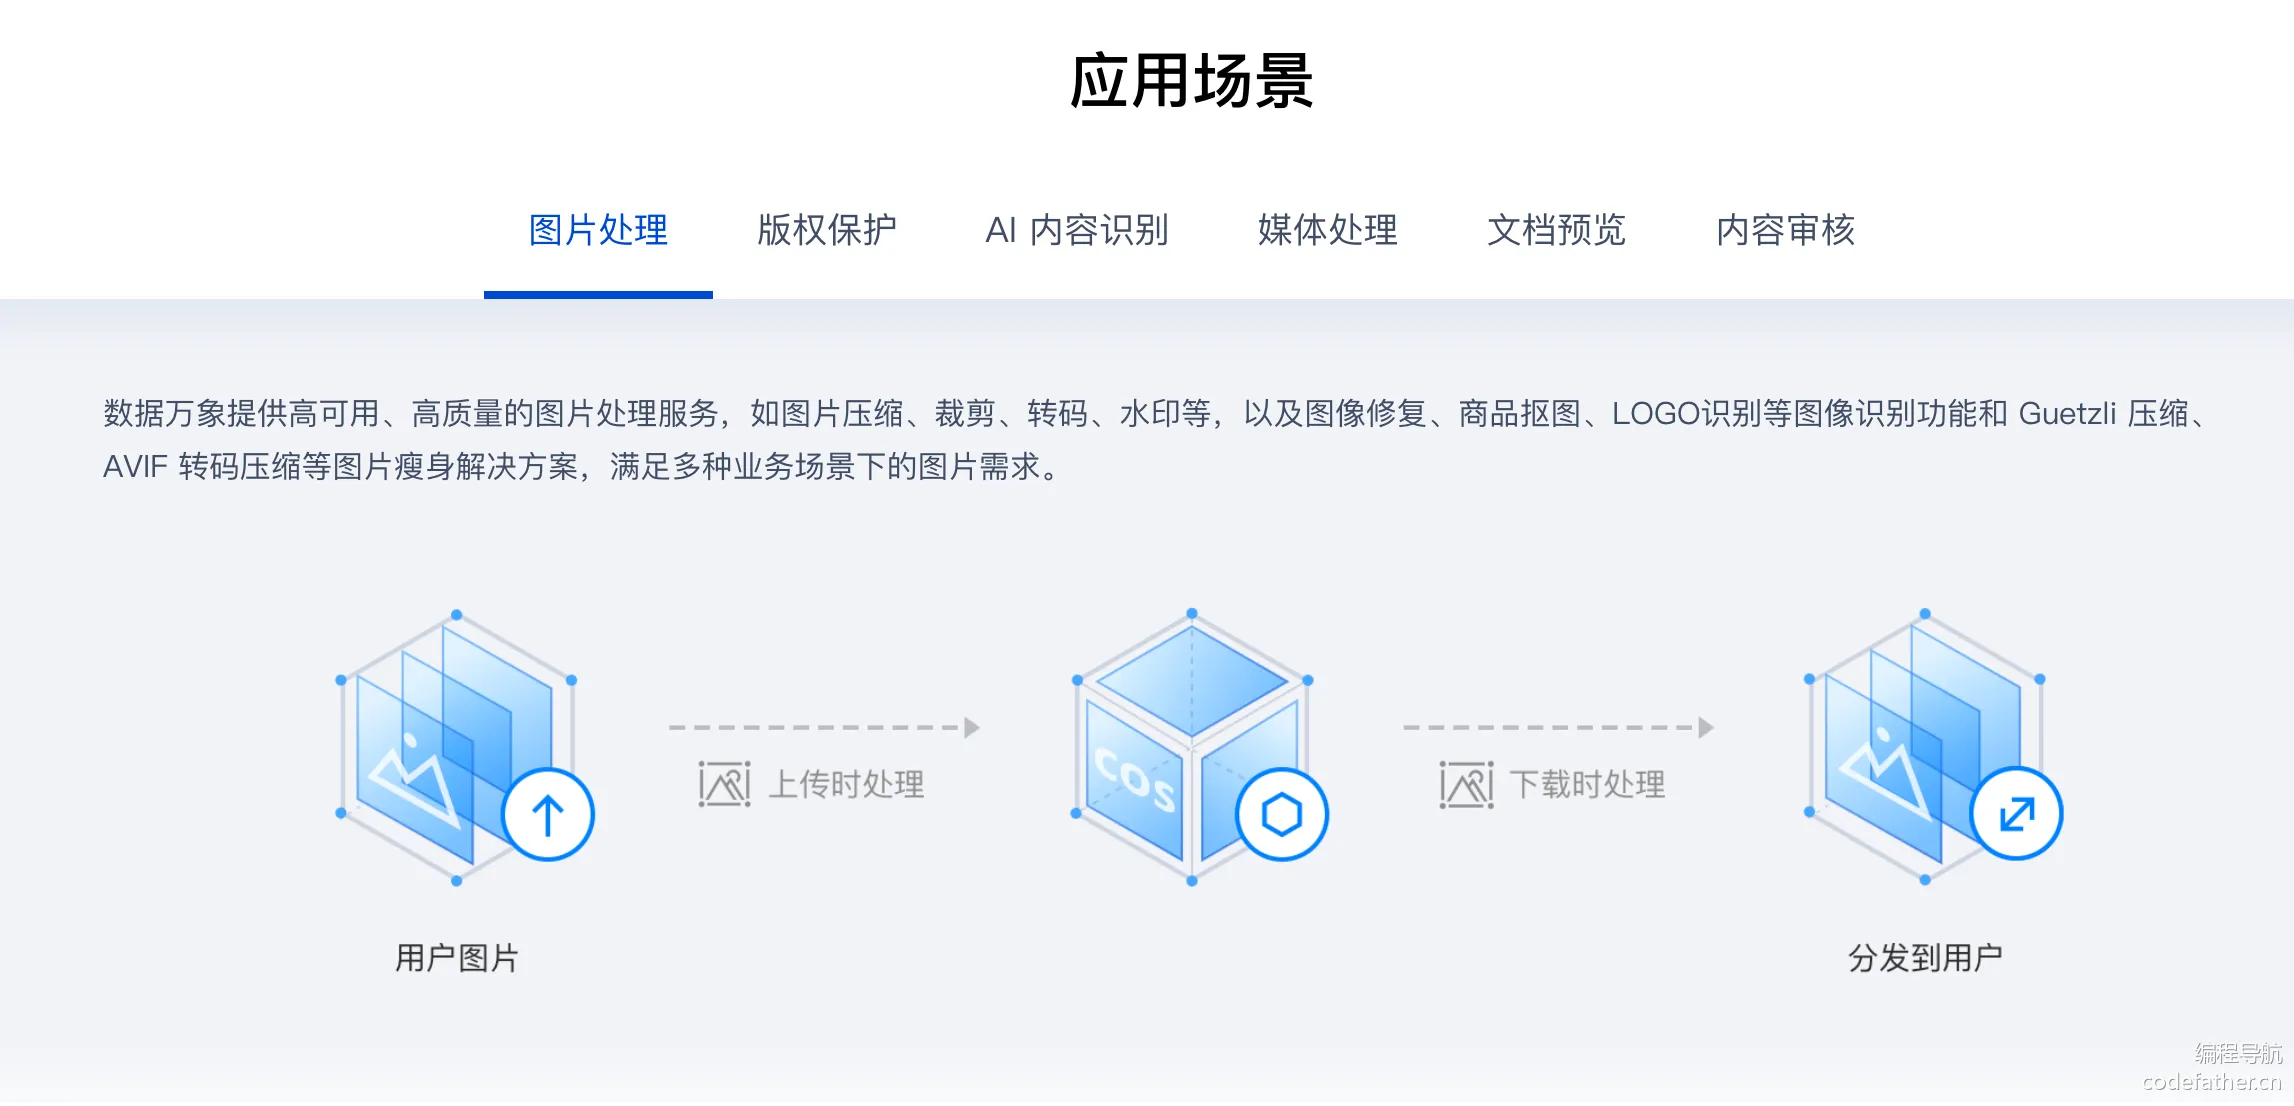 应用场景
图片处理 版权保护 AI 内容识别 媒体处理 文档预览 内容审核
数据万象提供高可用、高质量的图片处理服务，如图片压缩、裁剪、转码、水印等，以及图像修复、商品抠图、LOGO识别等图像识别功能和 Guetzli 压缩、
AVIF 转码压缩等图片瘦身解决方案，满足多种业务场景下的图片需求。
上传时处理
cos
下载时处理
用户图片
分发到用户
编程导航
codefather.cn